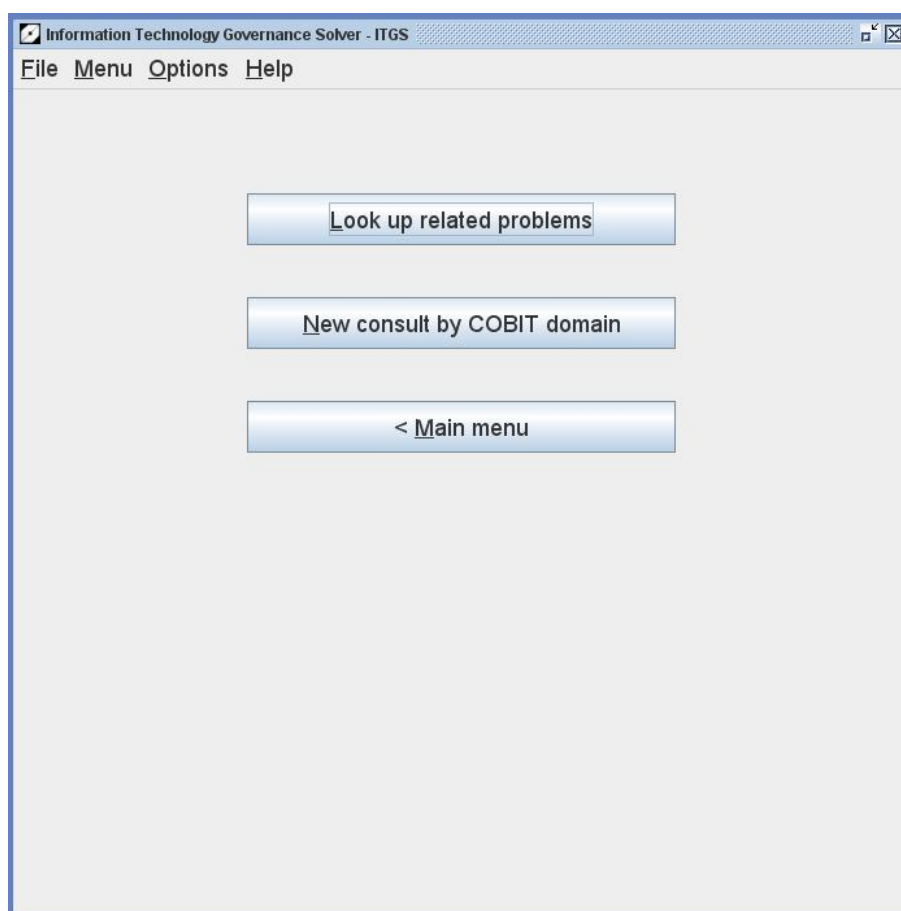 Information Technology Governance Solver - ITGS
File Menu Options Help
Look up related problems
New consult by COBIT domain
< Main menu